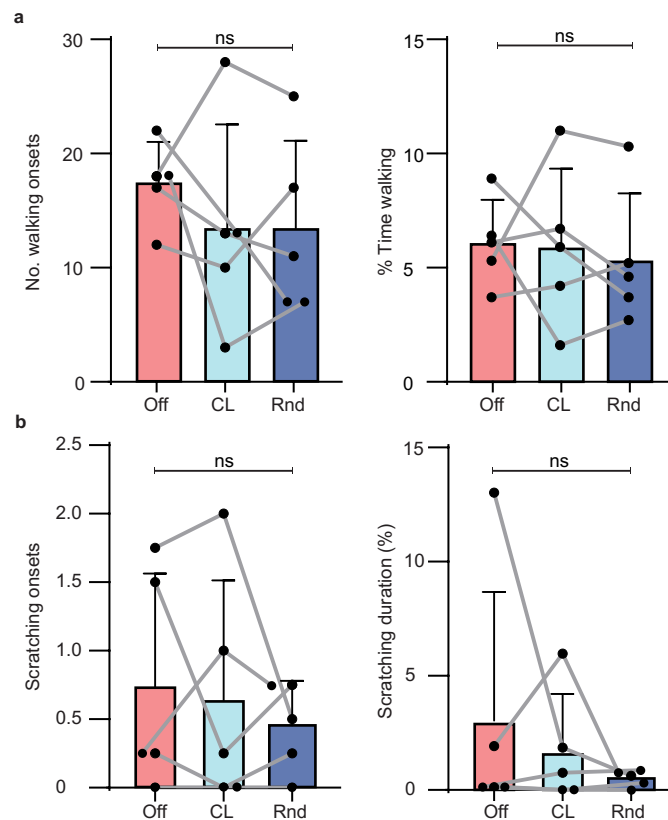 a
ns
30
20
10
0
No. walking onsets
Off CL Rnd
ns
15
10
5
0
% Time walking
Off CL Rnd
b
ns
2.5
2.0
1.5
1.0
0.5
0
Scratching onsets
Off CL Rnd
ns
15
10
5
0
Scratching duration (%)
Off CL Rnd